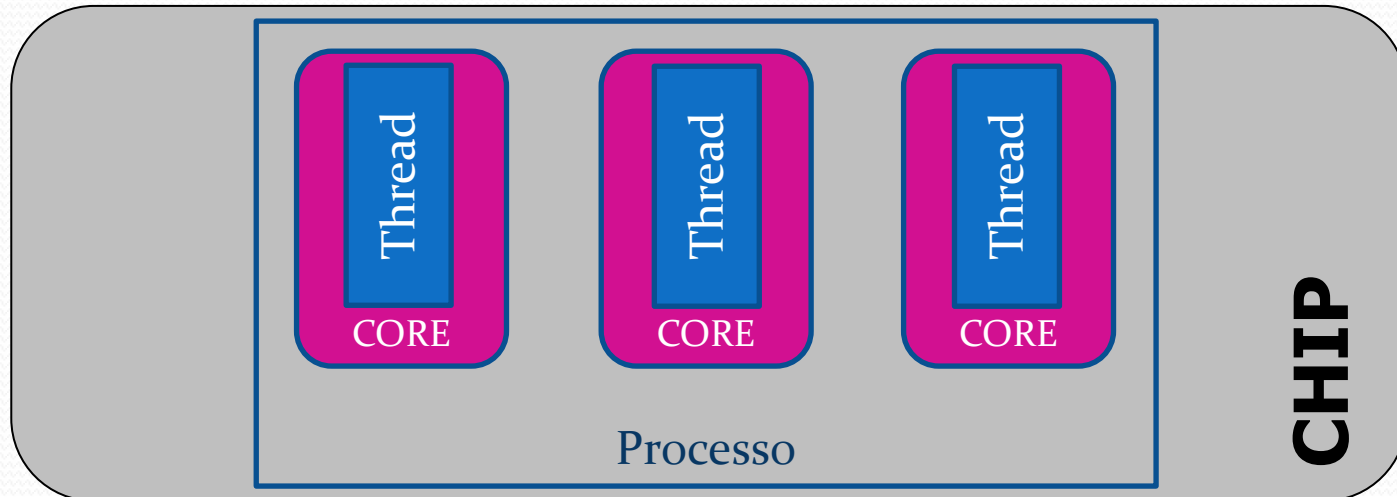 Thread
Thread
Thread
CORE
CORE
CORE
Processo
CHIP